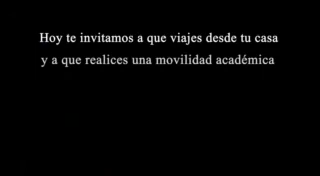 Hoy te invitamos a que viajes desde tu casa
y a que realices una movilidad académica